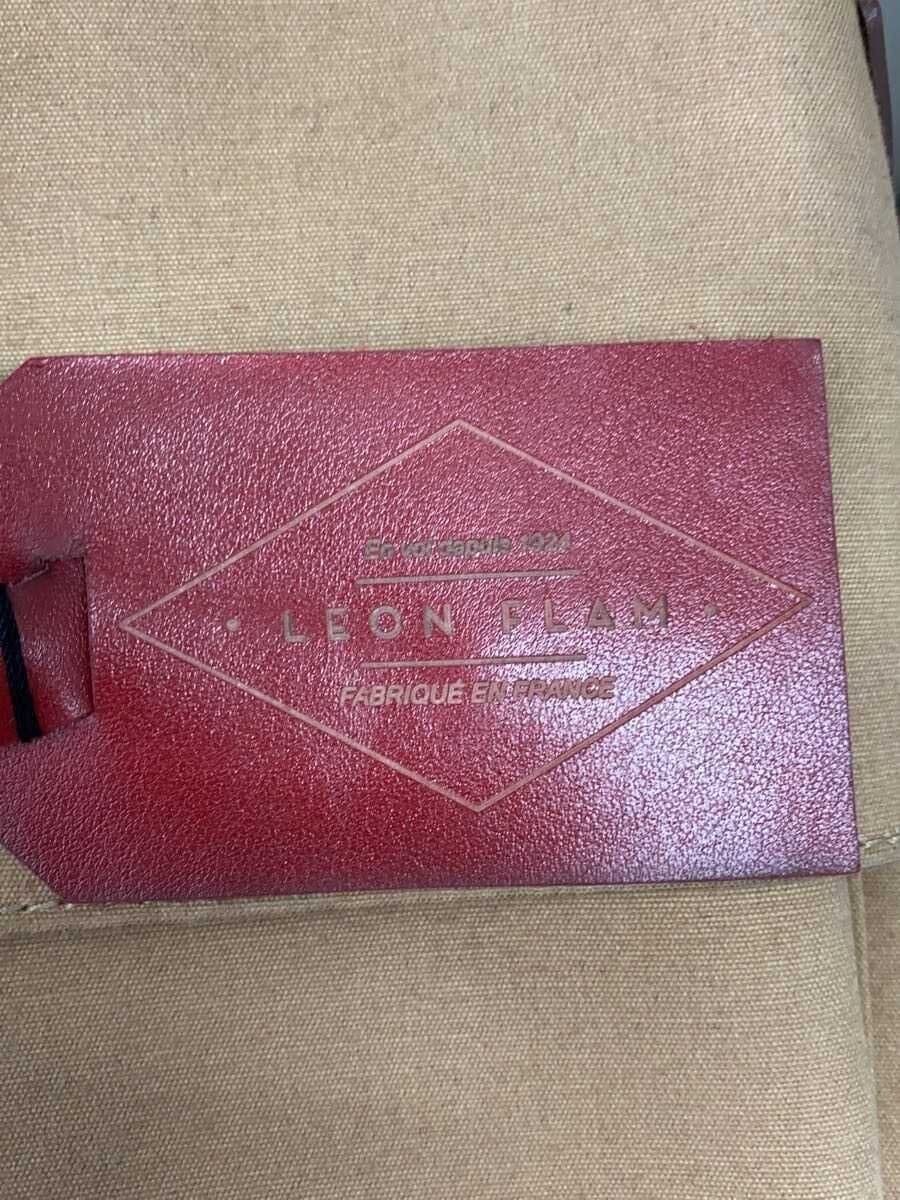 En vol depuis 1924
· LEON FLAM ·
FABRIQUÉ EN FRANCE